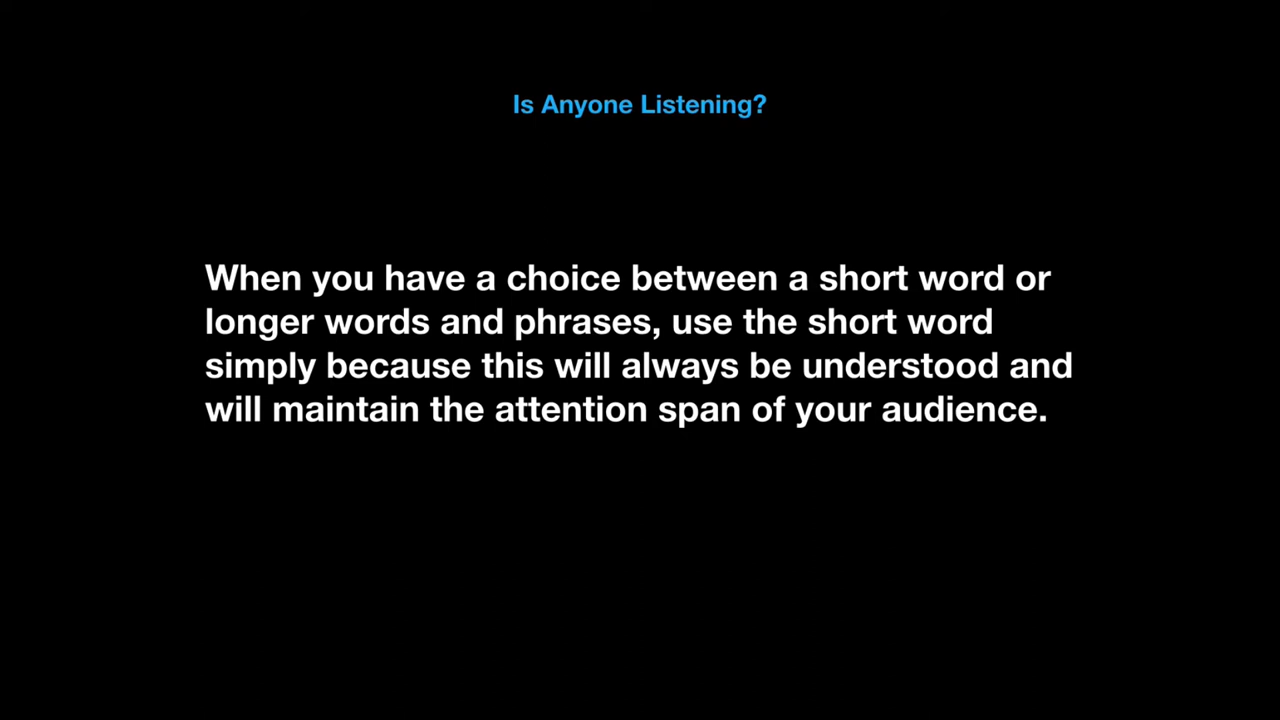 Is Anyone Listening?
When you have a choice between a short word or
longer words and phrases, use the short word
simply because this will always be understood and
will maintain the attention span of your audience.